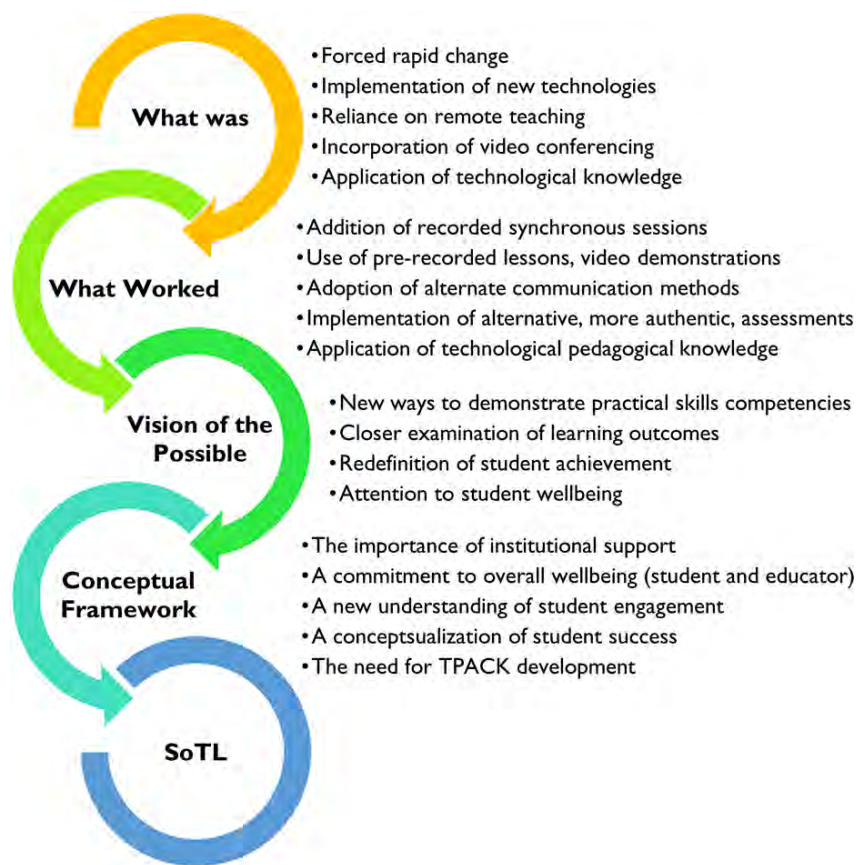 What was
•Forced rapid change
•Implementation of new technologies
•Reliance on remote teaching
•Incorporation of video conferencing
•Application of technological knowledge
What Worked
•Addition of recorded synchronous sessions
•Use of pre-recorded lessons, video demonstrations
•Adoption of alternate communication methods
•Implementation of alternative, more authentic, assessments
•Application of technological pedagogical knowledge
Vision of the
Possible
•New ways to demonstrate practical skills competencies
•Closer examination of learning outcomes
•Redefinition of student achievement
•Attention to student wellbeing
Conceptual
Framework
•The importance of institutional support
•A commitment to overall wellbeing (student and educator)
•A new understanding of student engagement
•A conceptsualization of student success
•The need for TPACK development
SoTL